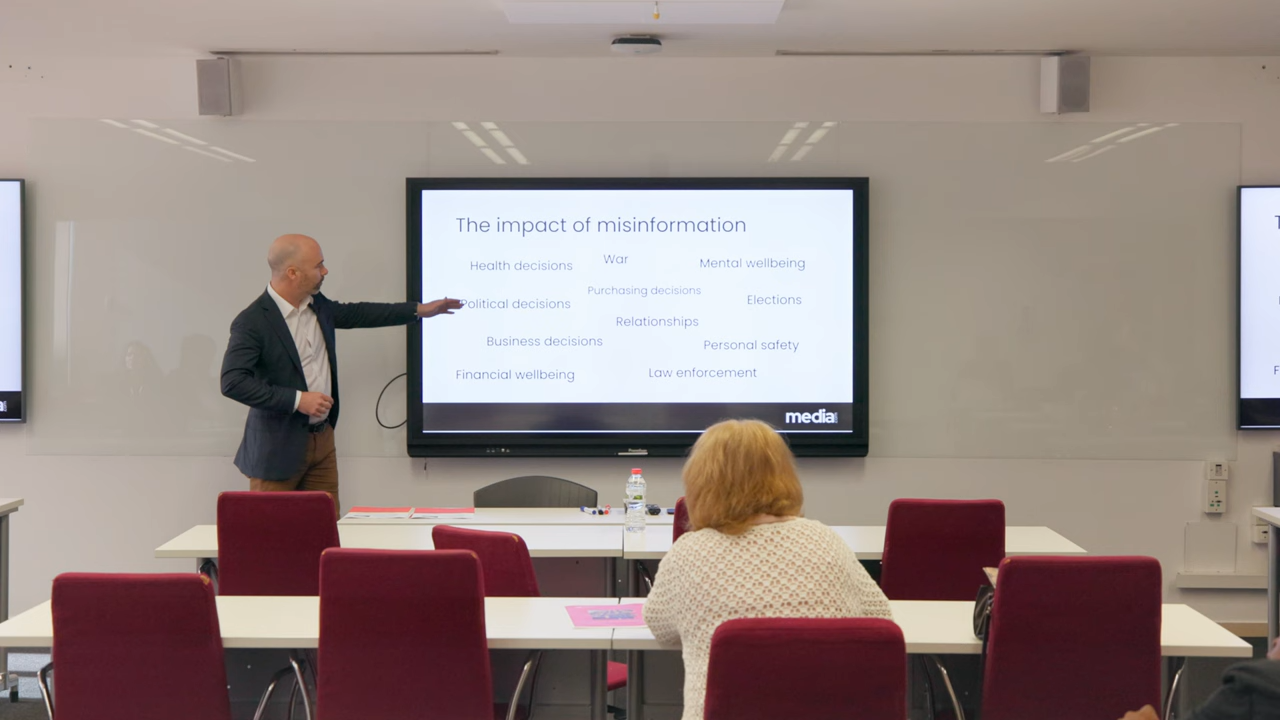 The impact of misinformation
Health decisions
War
Mental wellbeing
Purchasing decisions
Political decisions
Elections
Relationships
Business decisions
Personal safety
Financial wellbeing
Law enforcement
media